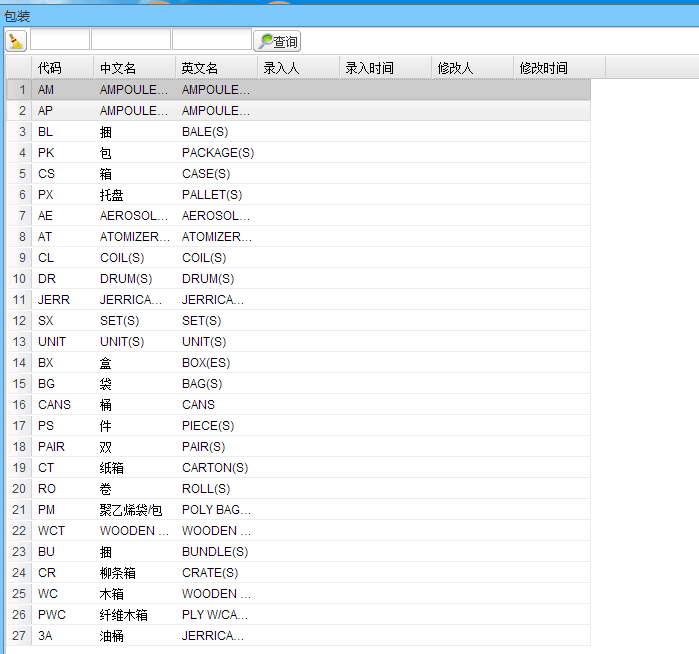 包装
查询
代码 中文名 英文名 录入人 录入时间 修改人 修改时间
1 AM AMPOULE... AMPOULE...
2 AP AMPOULE... AMPOULE...
3 BL 捆 BALE(S)
4 PK 包 PACKAGE(S)
5 CS 箱 CASE(S)
6 PX 托盘 PALLET(S)
7 AE AEROSOL... AEROSOL...
8 AT ATOMIZER... ATOMIZER...
9 CL COIL(S) COIL(S)
10 DR DRUM(S) DRUM(S)
11 JERR JERRICA... JERRICA...
12 SX SET(S) SET(S)
13 UNIT UNIT(S) UNIT(S)
14 BX 盒 BOX(ES)
15 BG 袋 BAG(S)
16 CANS 桶 CANS
17 PS 件 PIECE(S)
18 PAIR 双 PAIR(S)
19 CT 纸箱 CARTON(S)
20 RO 卷 ROLL(S)
21 PM 聚乙烯袋/包 POLY BAG...
22 WCT WOODEN ... WOODEN ...
23 BU 捆 BUNDLE(S)
24 CR 柳条箱 CRATE(S)
25 WC 木箱 WOODEN ...
26 PWC 纤维木箱 PLY W/CA...
27 3A 油桶 JERRICA...